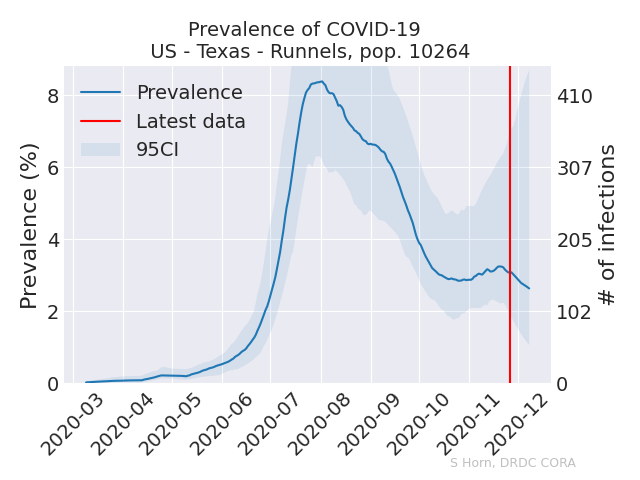 Prevalence of COVID-19
US - Texas - Runnels, pop. 10264
Prevalence
Latest data
95CI
Prevalence (%)
8
6
4
2
0
# of infections
410
307
205
102
0
2020-03
2020-04
2020-05
2020-06
2020-07
2020-08
2020-09
2020-10
2020-11
2020-12
S Horn, DRDC CORA